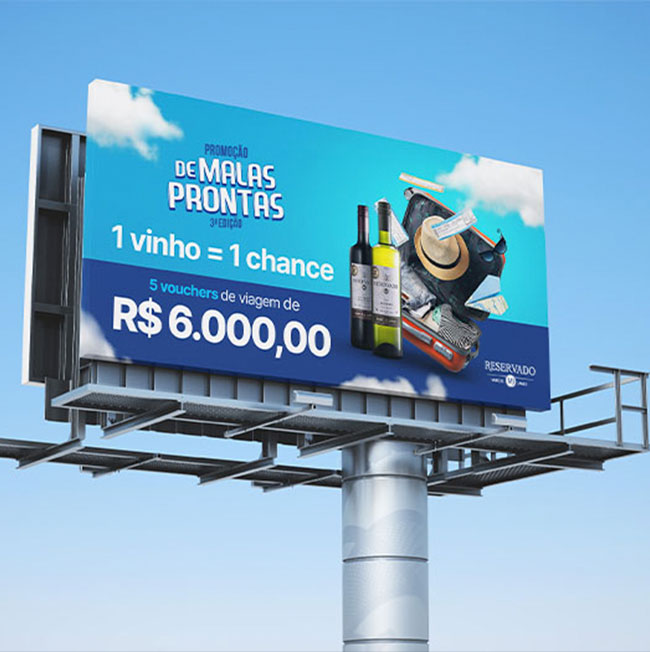 PROMOÇÃO
DE MALAS
PRONTAS
3ª EDIÇÃO
1 vinho = 1 chance
5 vouchers de viagem de
R$ 6.000,00
RESERVADO